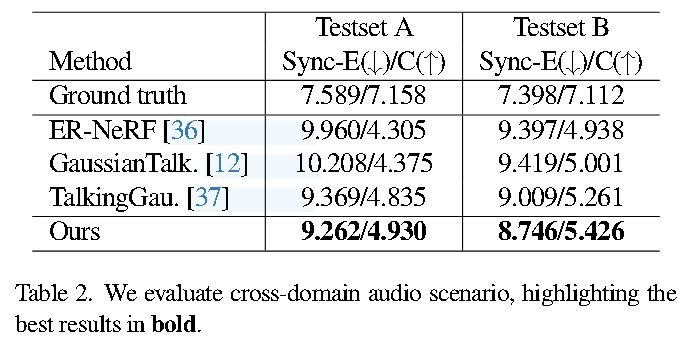 Testset A Testset B
Method Sync-E(↓)/C(↑) Sync-E(↓)/C(↑)
Ground truth 7.589/7.158 7.398/7.112
ER-NeRF [36] 9.960/4.305 9.397/4.938
GaussianTalk. [12] 10.208/4.375 9.419/5.001
TalkingGau. [37] 9.369/4.835 9.009/5.261
Ours 9.262/4.930 8.746/5.426
Table 2. We evaluate cross-domain audio scenario, highlighting the
best results in bold.